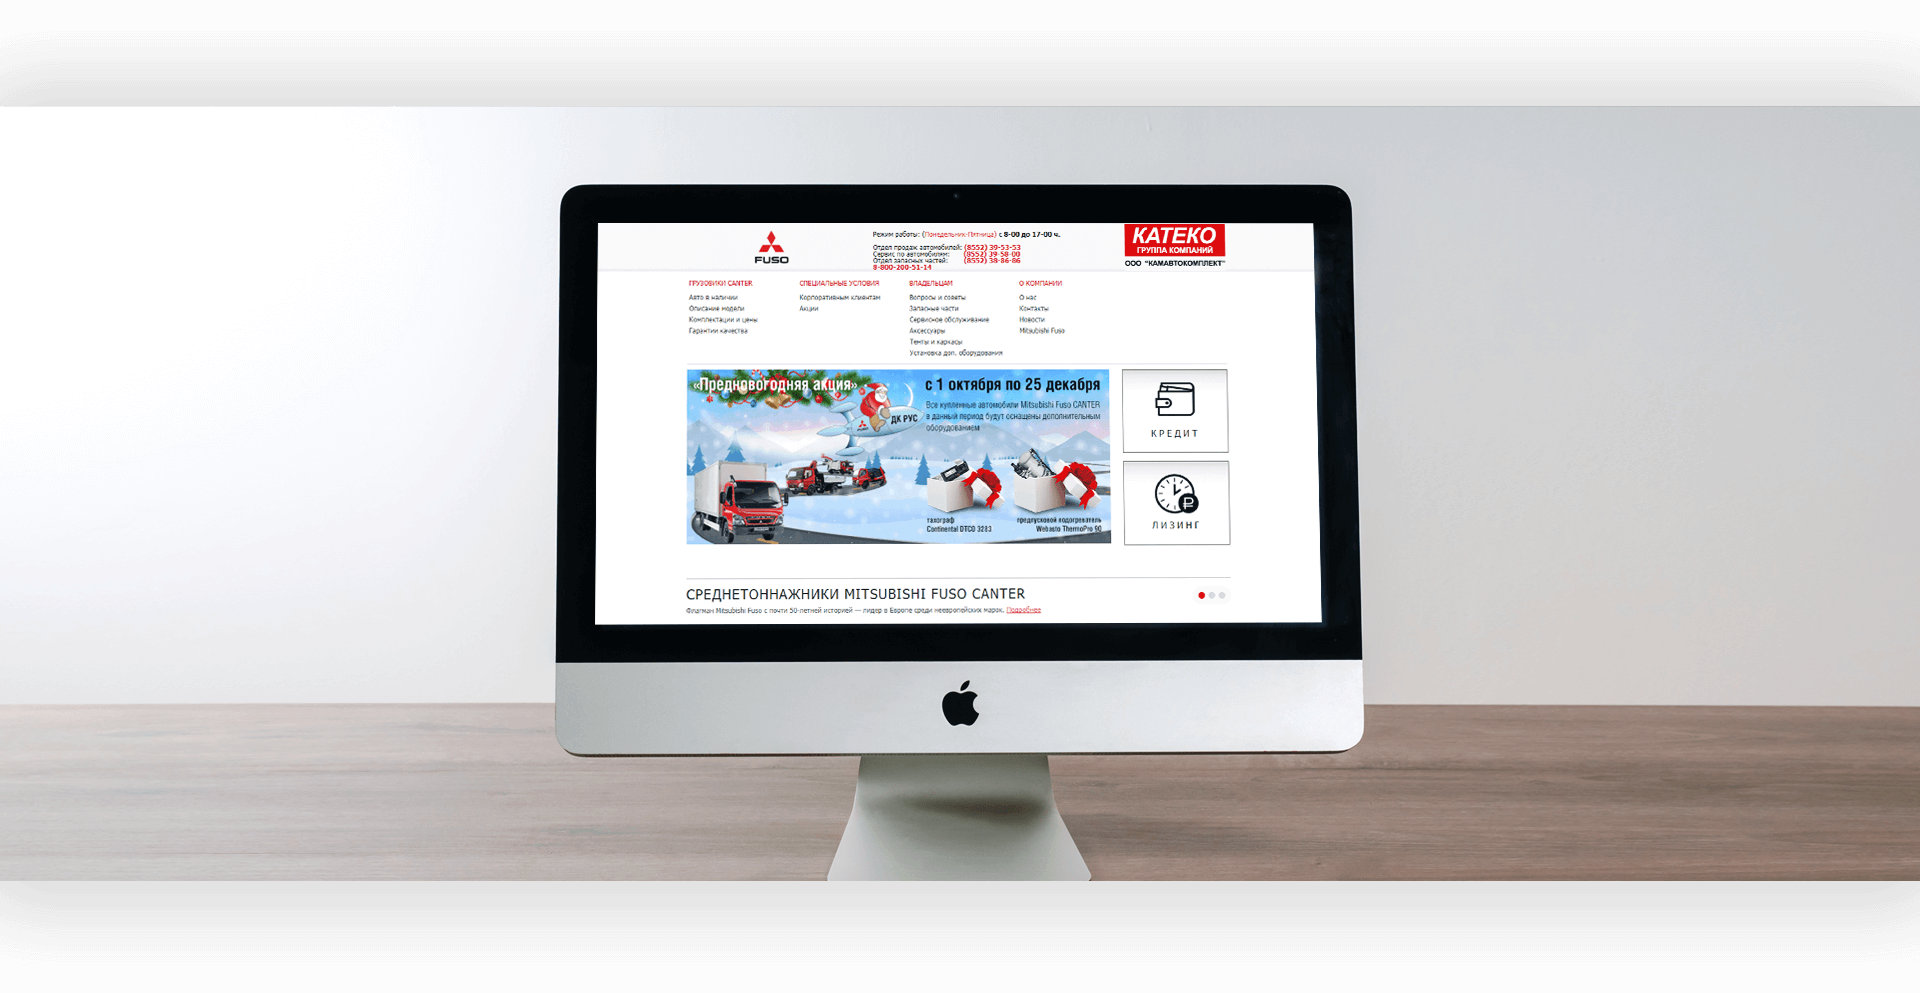 FUSO
Режим работы: (Понедельник-Пятница) с 8-00 до 17-00 ч.
Отдел продаж автомобилей: (8552) 39-53-53
Сервис по автомобилям: (8552) 39-58-00
Отдел запасных частей: (8552) 38-86-86
8-800-200-51-14
КАТЕКО
ГРУППА КОМПАНИЙ
ООО "КАМАВТОКОМПЛЕКТ"
ГРУЗОВИКИ CANTER
Авто в наличии
Описание модели
Комплектации и цены
Гарантии качества
СПЕЦИАЛЬНЫЕ УСЛОВИЯ
Корпоративным клиентам
Акции
ВЛАДЕЛЬЦАМ
Вопросы и советы
Запасные части
Сервисное обслуживание
Аксессуары
Тенты и каркасы
Установка доп. оборудования
О КОМПАНИИ
О нас
Контакты
Новости
Mitsubishi Fuso
«Предновогодняя акция»
с 1 октября по 25 декабря
Все купленные автомобили Mitsubishi Fuso CANTER
в данный период будут оснащены дополнительным
оборудованием
ДК РУС
тахограф
Continental DTCO 3283
предпусковой подогреватель
Webasto ThermoPro 90
КРЕДИТ
ЛИЗИНГ
СРЕДНЕТОННАЖНИКИ MITSUBISHI FUSO CANTER
Флагман Mitsubishi Fuso с почти 50-летней историей — лидер в Европе среди неевропейских марок. Подробнее